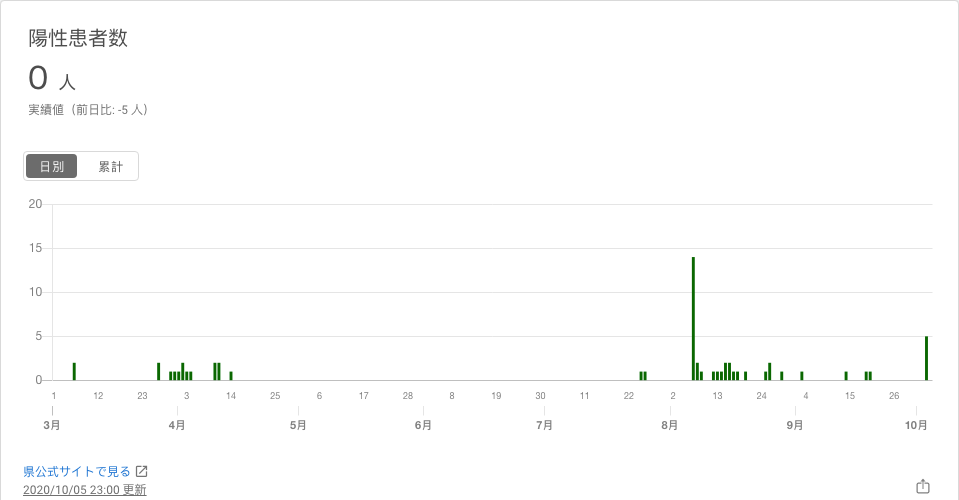 陽性患者数
0 人
実績値（前日比: -5 人）
日別 累計
20
15
10
5
0
1 12 23 3 14 25 6 17 28 8 19 30 11 22 2 13 24 4 15 26
3月 4月 5月 6月 7月 8月 9月 10月
県公式サイトで見る
2020/10/05 23:00 更新